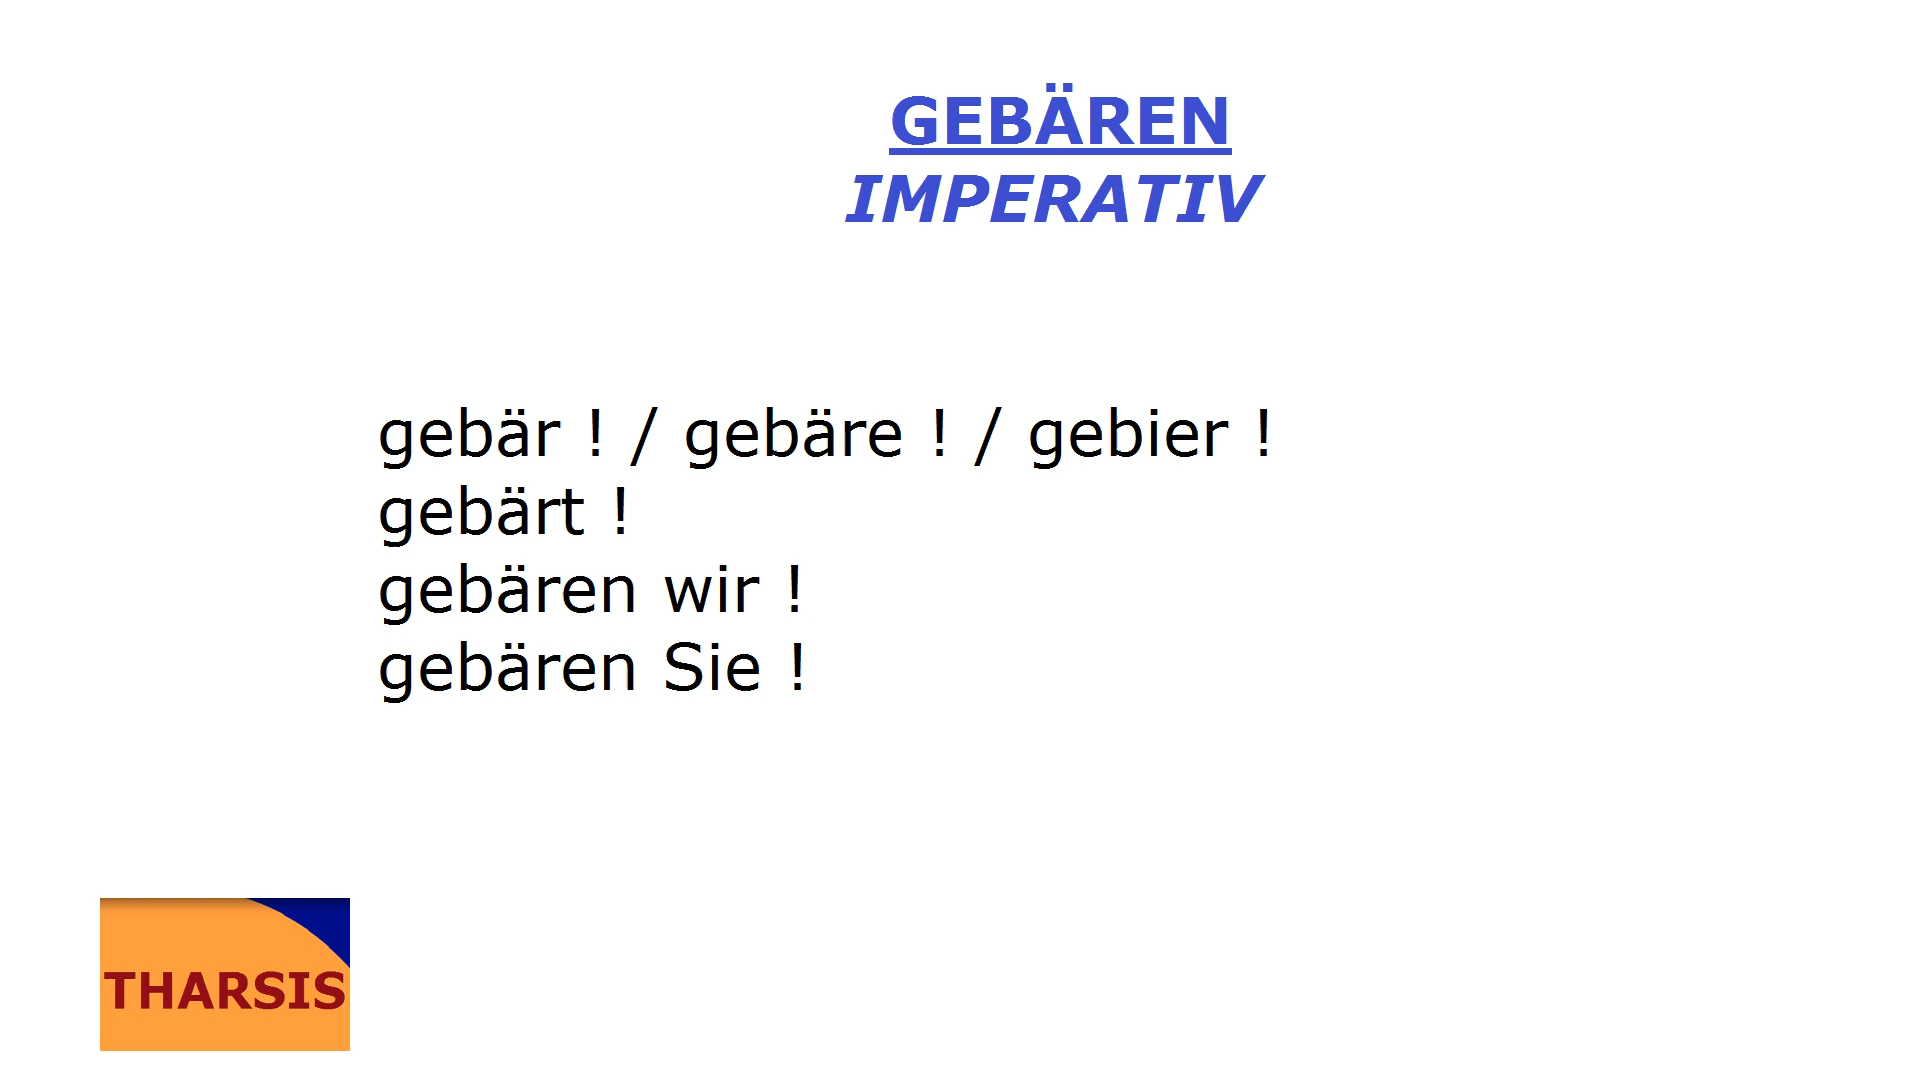 GEBÄREN
IMPERATIV
gebär ! / gebäre ! / gebier !
gebärt !
gebären wir !
gebären Sie !
THARSIS